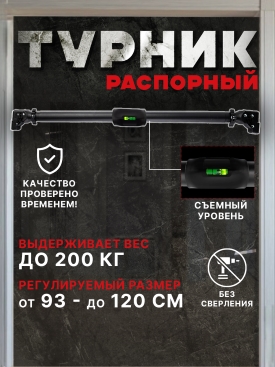 ТУРНИК
РАСПОРНЫЙ
КАЧЕСТВО
ПРОВЕРЕНО
ВРЕМЕНЕМ!
СЪЕМНЫЙ
УРОВЕНЬ
ВЫДЕРЖИВАЕТ ВЕС
ДО 200 КГ
РЕГУЛИРУЕМЫЙ РАЗМЕР
от 93 - до 120 СМ
БЕЗ
СВЕРЛЕНИЯ